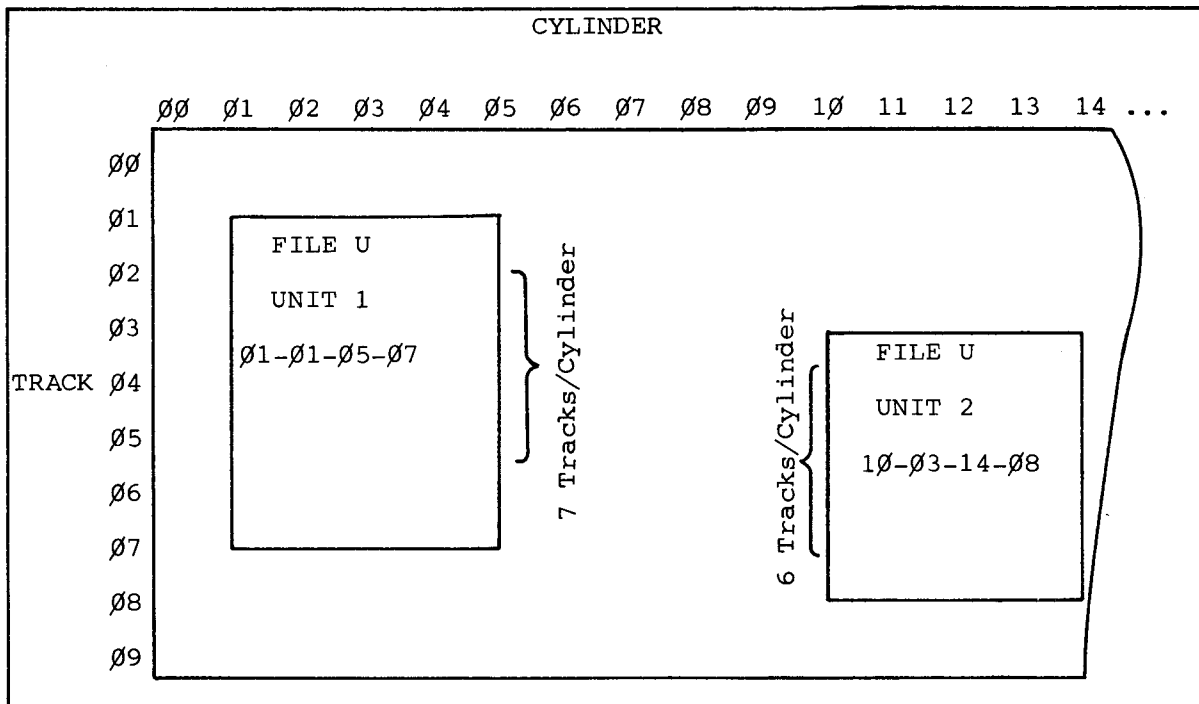 CYLINDER
ØØ Ø1 Ø2 Ø3 Ø4 Ø5 Ø6 Ø7 Ø8 Ø9 1Ø 11 12 13 14 ...
ØØ
Ø1
FILE U
Ø2
UNIT 1
Ø3
Ø1-Ø1-Ø5-Ø7
TRACK Ø4
Ø5
Ø6
Ø7
Ø8
Ø9
7 Tracks/Cylinder
6 Tracks/Cylinder
FILE U
UNIT 2
1Ø-Ø3-14-Ø8